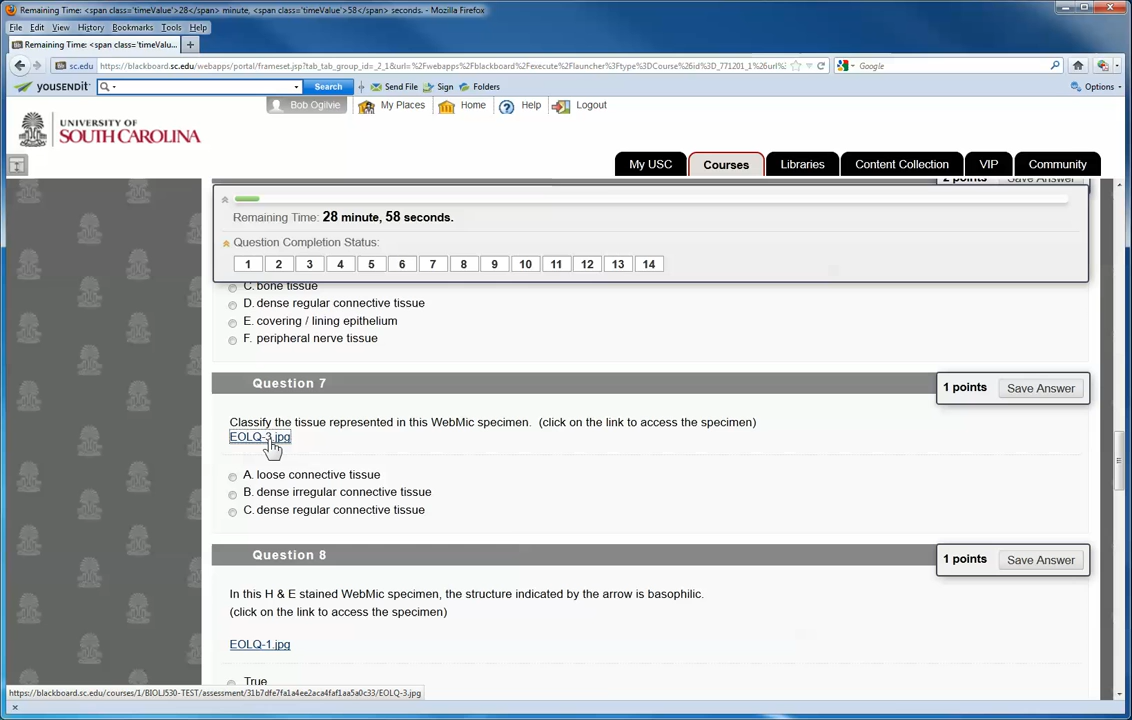 Remaining Time: <span class='timeValue'>28</span> minute, <span class='timeValue'>58</span> seconds. - Mozilla Firefox
File Edit View History Bookmarks Tools Help
Remaining Time: <span class='timeValu...
sc.edu https://blackboard.sc.edu/webapps/portal/frameset.jsp?tab_tab_group_id=_2_1&url=%2Fwebapps%2Fblackboard%2Fexecute%2Flauncher%3Ftype%3DCourse%26id%3D_771201_1%26url% Google
yousendit Search Send File Sign Folders Options
Bob Ogilvie My Places Home Help Logout
UNIVERSITY OF
SOUTH CAROLINA
My USC Courses Libraries Content Collection VIP Community
2 points Save Answer
Remaining Time: 28 minute, 58 seconds.
Question Completion Status:
1 2 3 4 5 6 7 8 9 10 11 12 13 14
C. bone tissue
D. dense regular connective tissue
E. covering / lining epithelium
F. peripheral nerve tissue
Question 7
1 points Save Answer
Classify the tissue represented in this WebMic specimen. (click on the link to access the specimen)
EOLQ-3.jpg
A. loose connective tissue
B. dense irregular connective tissue
C. dense regular connective tissue
Question 8
1 points Save Answer
In this H & E stained WebMic specimen, the structure indicated by the arrow is basophilic.
(click on the link to access the specimen)
EOLQ-1.jpg
True
https://blackboard.sc.edu/courses/1/BIOLJ530-TEST/assessment/31b7dfe7fa1a4ee2aca4faf1aa5a0c33/EOLQ-3.jpg